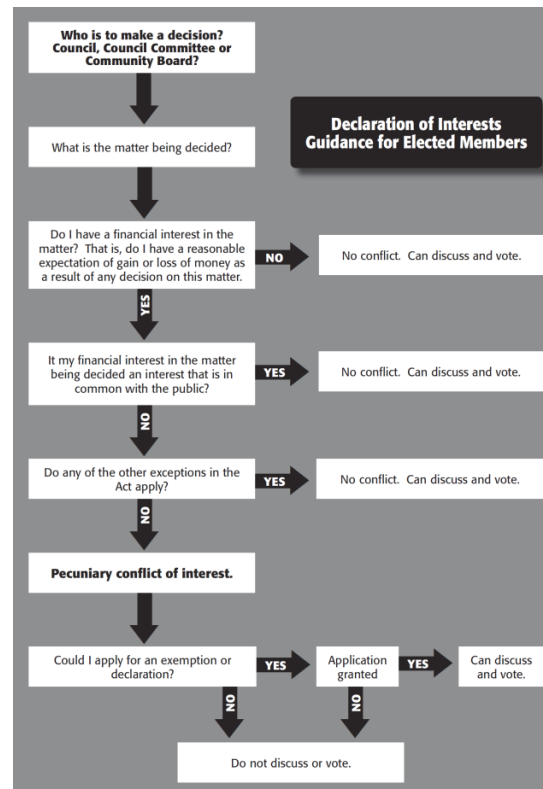 Who is to make a decision?
Council, Council Committee or
Community Board?
Declaration of Interests
Guidance for Elected Members
What is the matter being decided?
Do I have a financial interest in the
matter? That is, do I have a reasonable
expectation of gain or loss of money as
a result of any decision on this matter.
NO
No conflict. Can discuss and vote.
YES
It my financial interest in the matter
being decided an interest that is in
common with the public?
YES
No conflict. Can discuss and vote.
NO
Do any of the other exceptions in the
Act apply?
YES
No conflict. Can discuss and vote.
NO
Pecuniary conflict of interest.
Could I apply for an exemption or
declaration?
YES
Application
granted
YES
Can discuss
and vote.
NO
NO
Do not discuss or vote.